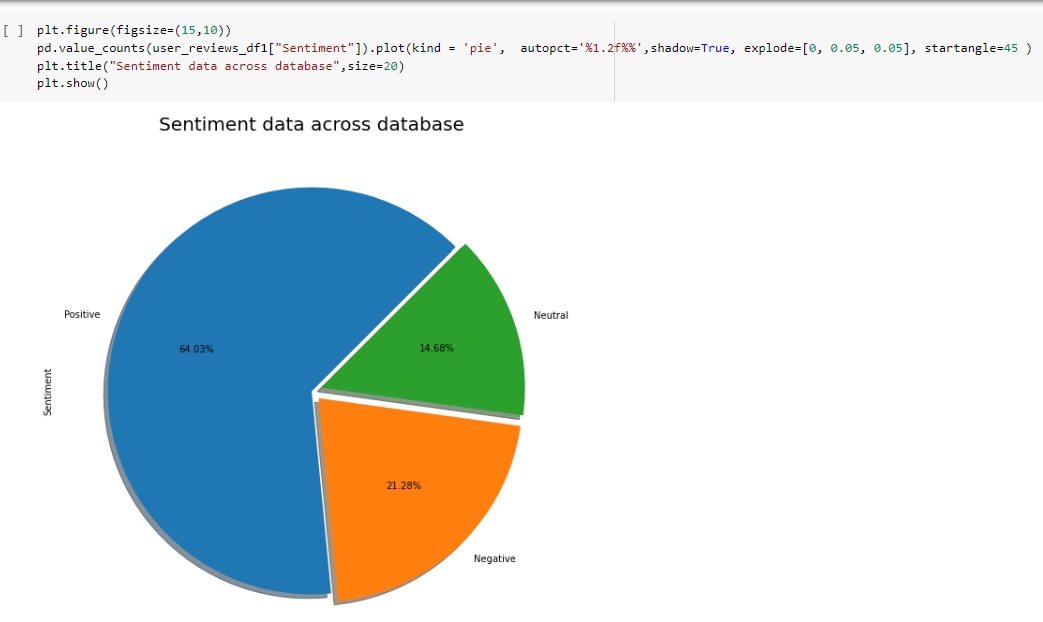 [ ] plt.figure(figsize=(15,10))
pd.value_counts(user_reviews_df1["Sentiment"]).plot(kind = 'pie',  autopct='%1.2f%%',shadow=True, explode=[0, 0.05, 0.05], startangle=45 )
plt.title("Sentiment data across database",size=20)
plt.show()
Sentiment data across database
Positive
Neutral
64.03%
14.68%
Sentiment
21.28%
Negative